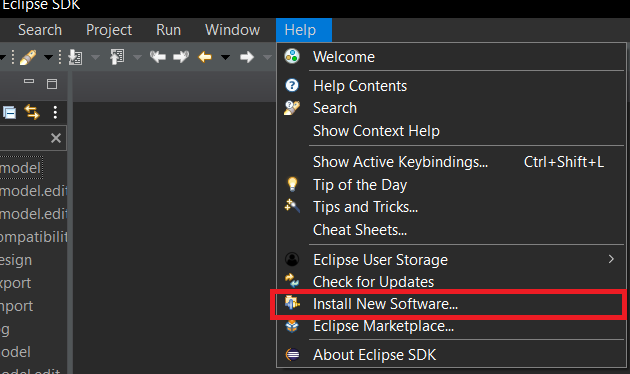 Eclipse SDK
Search Project Run Window Help
Welcome
Help Contents
Search
Show Context Help
Show Active Keybindings... Ctrl+Shift+L
Tip of the Day
Tips and Tricks...
Cheat Sheets...
Eclipse User Storage
Check for Updates
Install New Software...
Eclipse Marketplace...
About Eclipse SDK
model
model.edit
model.edit
ompatibilit
esign
xport
mport
og
model
model.edit